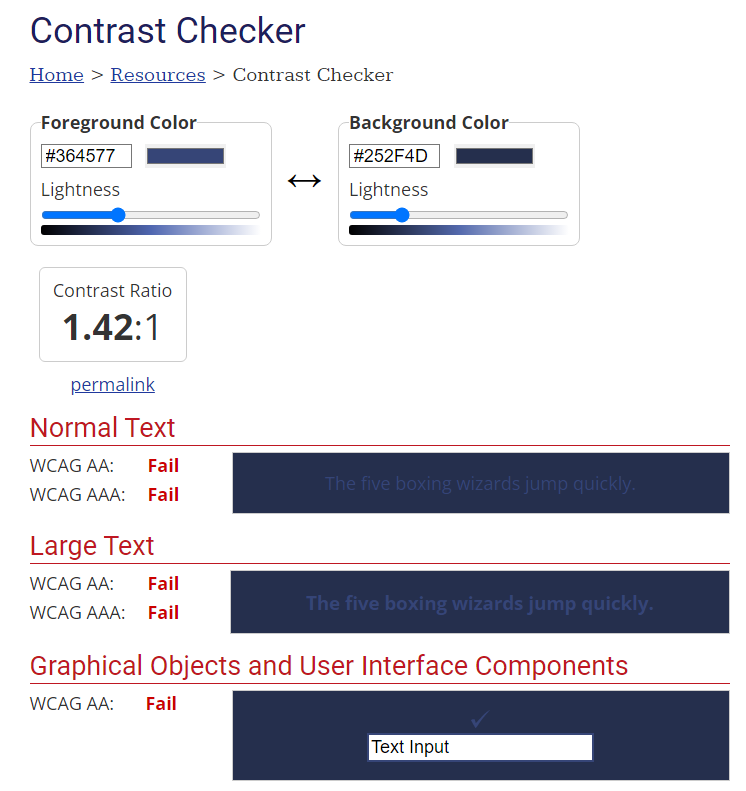 Contrast Checker
Home > Resources > Contrast Checker
Foreground Color
Background Color
#364577
#252F4D
Lightness
Lightness
Contrast Ratio
1.42:1
permalink
Normal Text
WCAG AA: Fail
WCAG AAA: Fail
The five boxing wizards jump quickly.
Large Text
WCAG AA: Fail
WCAG AAA: Fail
The five boxing wizards jump quickly.
Graphical Objects and User Interface Components
WCAG AA: Fail
Text Input